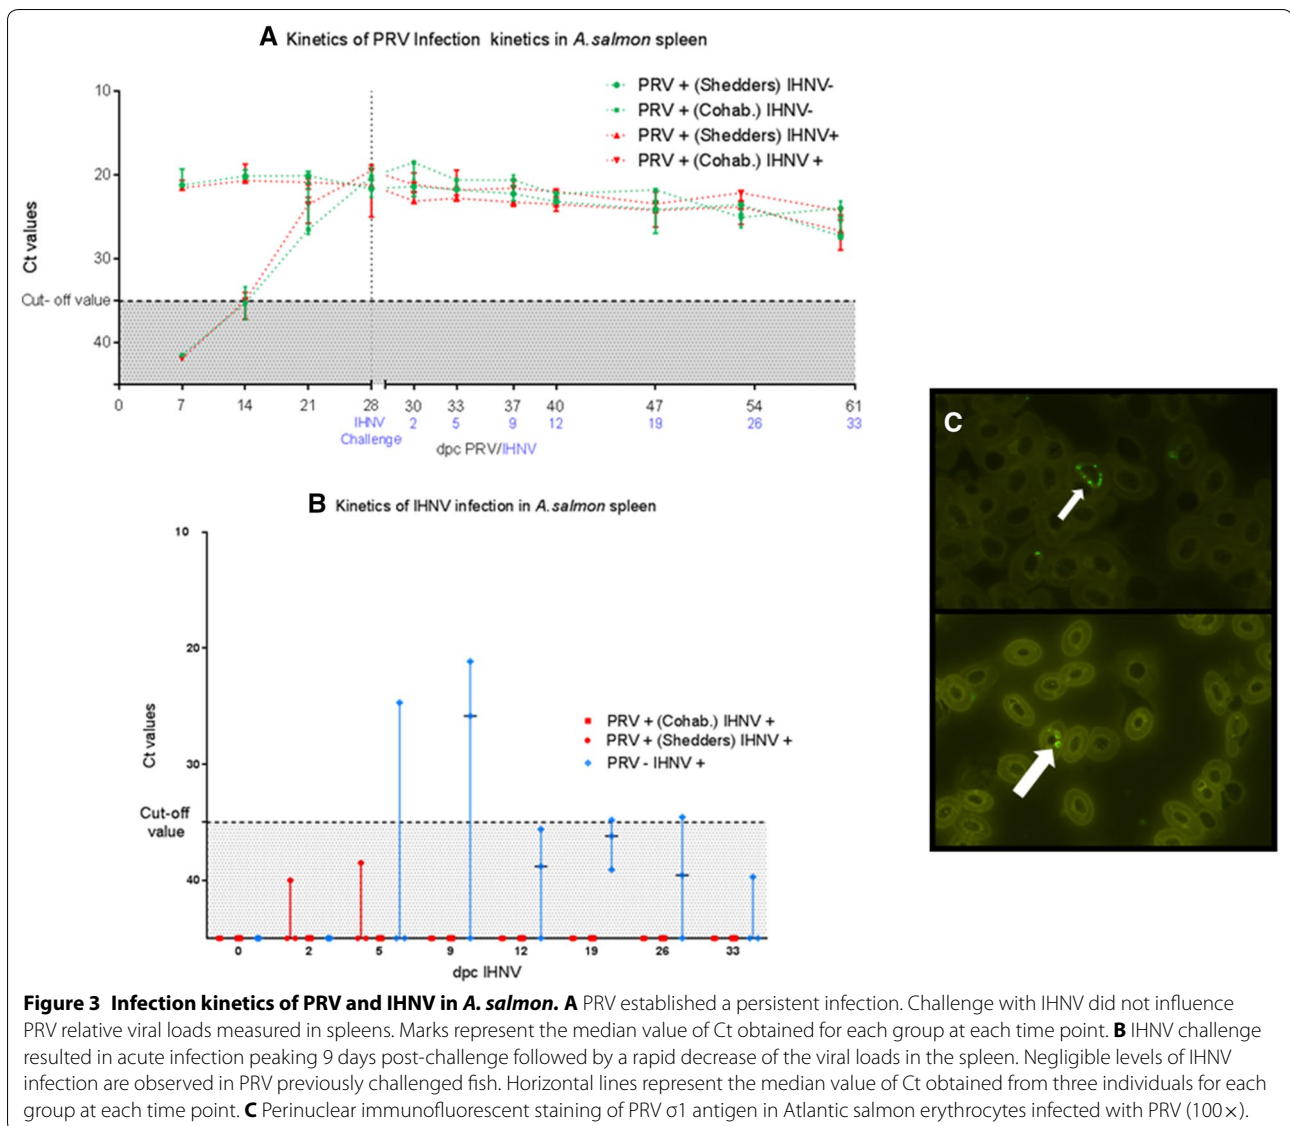 A Kinetics of PRV Infection kinetics in A.salmon spleen
PRV + (Shedders) IHNV-
PRV + (Cohab.) IHNV-
PRV + (Shedders) IHNV+
PRV + (Cohab.) IHNV +
Ct values
10
20
30
Cut- off value
40
0 7 14 21 28 30 33 37 40 47 54 61
IHNV 2 5 9 12 19 26 33
Challenge
dpc PRV/IHNV
B Kinetics of IHNV infection in A.salmon spleen
Ct values
10
20
30
Cut-off
value
40
PRV + (Cohab.) IHNV +
PRV + (Shedders) IHNV +
PRV - IHNV +
0 2 5 9 12 19 26 33
dpc IHNV
C
Figure 3 Infection kinetics of PRV and IHNV in A. salmon. A PRV established a persistent infection. Challenge with IHNV did not influence
PRV relative viral loads measured in spleens. Marks represent the median value of Ct obtained for each group at each time point. B IHNV challenge
resulted in acute infection peaking 9 days post-challenge followed by a rapid decrease of the viral loads in the spleen. Negligible levels of IHNV
infection are observed in PRV previously challenged fish. Horizontal lines represent the median value of Ct obtained from three individuals for each
group at each time point. C Perinuclear immunofluorescent staining of PRV σ1 antigen in Atlantic salmon erythrocytes infected with PRV (100×).